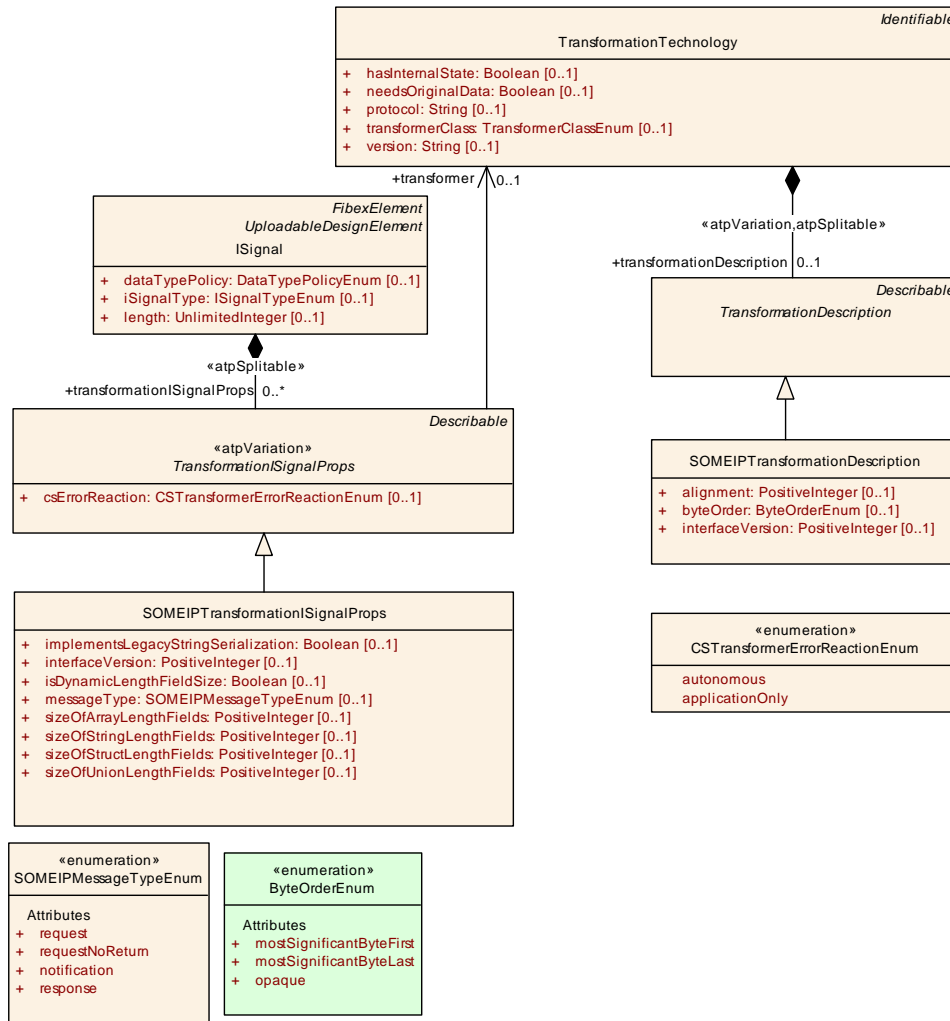 Identifiable
TransformationTechnology
+ hasInternalState: Boolean [0..1]
+ needsOriginalData: Boolean [0..1]
+ protocol: String [0..1]
+ transformerClass: TransformerClassEnum [0..1]
+ version: String [0..1]
+transformer 0..1
«atpVariation,atpSplitable»
+transformationDescription 0..1
FibexElement
UploadableDesignElement
ISignal
+ dataTypePolicy: DataTypePolicyEnum [0..1]
+ iSignalType: ISignalTypeEnum [0..1]
+ length: UnlimitedInteger [0..1]
«atpSplitable»
+transformationISignalProps 0..*
Describable
TransformationDescription
Describable
«atpVariation»
TransformationISignalProps
+ csErrorReaction: CSTransformerErrorReactionEnum [0..1]
SOMEIPTransformationDescription
+ alignment: PositiveInteger [0..1]
+ byteOrder: ByteOrderEnum [0..1]
+ interfaceVersion: PositiveInteger [0..1]
SOMEIPTransformationISignalProps
+ implementsLegacyStringSerialization: Boolean [0..1]
+ interfaceVersion: PositiveInteger [0..1]
+ isDynamicLengthFieldSize: Boolean [0..1]
+ messageType: SOMEIPMessageTypeEnum [0..1]
+ sizeOfArrayLengthFields: PositiveInteger [0..1]
+ sizeOfStringLengthFields: PositiveInteger [0..1]
+ sizeOfStructLengthFields: PositiveInteger [0..1]
+ sizeOfUnionLengthFields: PositiveInteger [0..1]
«enumeration»
CSTransformerErrorReactionEnum
autonomous
applicationOnly
«enumeration»
SOMEIPMessageTypeEnum
Attributes
+ request
+ requestNoReturn
+ notification
+ response
«enumeration»
ByteOrderEnum
Attributes
+ mostSignificantByteFirst
+ mostSignificantByteLast
+ opaque